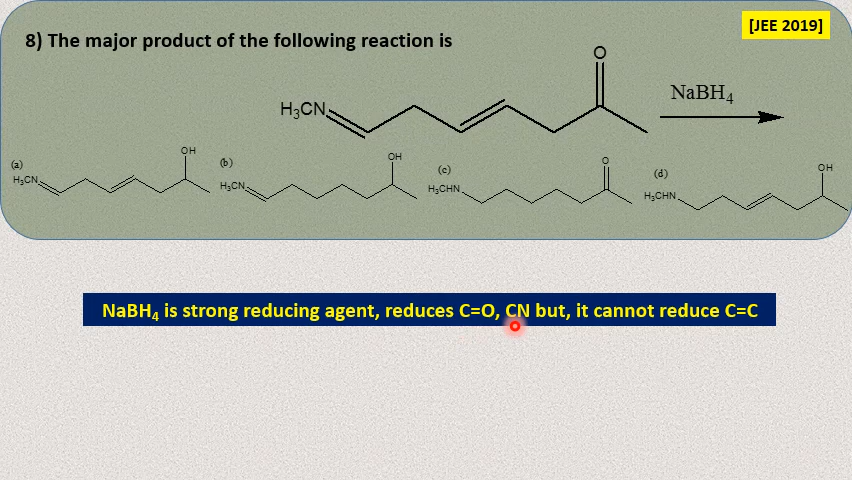 [JEE 2019]
8) The major product of the following reaction is
O
H₃CN
NaBH₄
(a)
OH
H₃CN
(b)
OH
H₃CN
(c)
O
H₃CHN
(d)
OH
H₃CHN
NaBH₄ is strong reducing agent, reduces C=O, CN but, it cannot reduce C=C